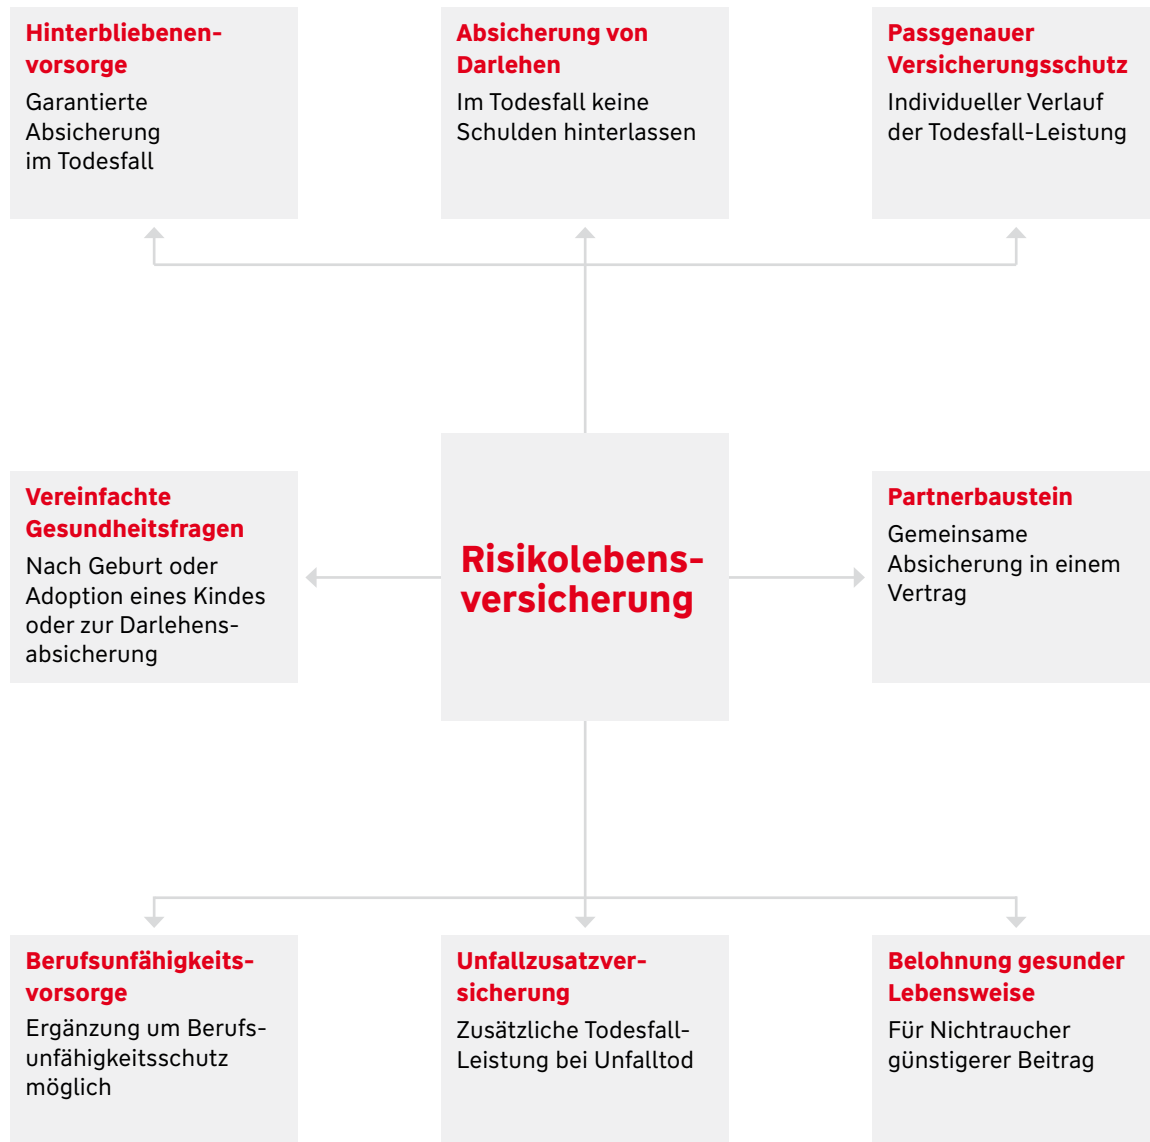 Hinterbliebenen-
vorsorge
Garantierte
Absicherung
im Todesfall
Absicherung von
Darlehen
Im Todesfall keine
Schulden hinterlassen
Passgenauer
Versicherungsschutz
Individueller Verlauf
der Todesfall-Leistung
Vereinfachte
Gesundheitsfragen
Nach Geburt oder
Adoption eines Kindes
oder zur Darlehens-
absicherung
Risikolebens-
versicherung
Partnerbaustein
Gemeinsame
Absicherung in einem
Vertrag
Berufsunfähigkeits-
vorsorge
Ergänzung um Berufs-
unfähigkeitsschutz
möglich
Unfallzusatzver-
sicherung
Zusätzliche Todesfall-
Leistung bei Unfalltod
Belohnung gesunder
Lebensweise
Für Nichtraucher
günstigerer Beitrag